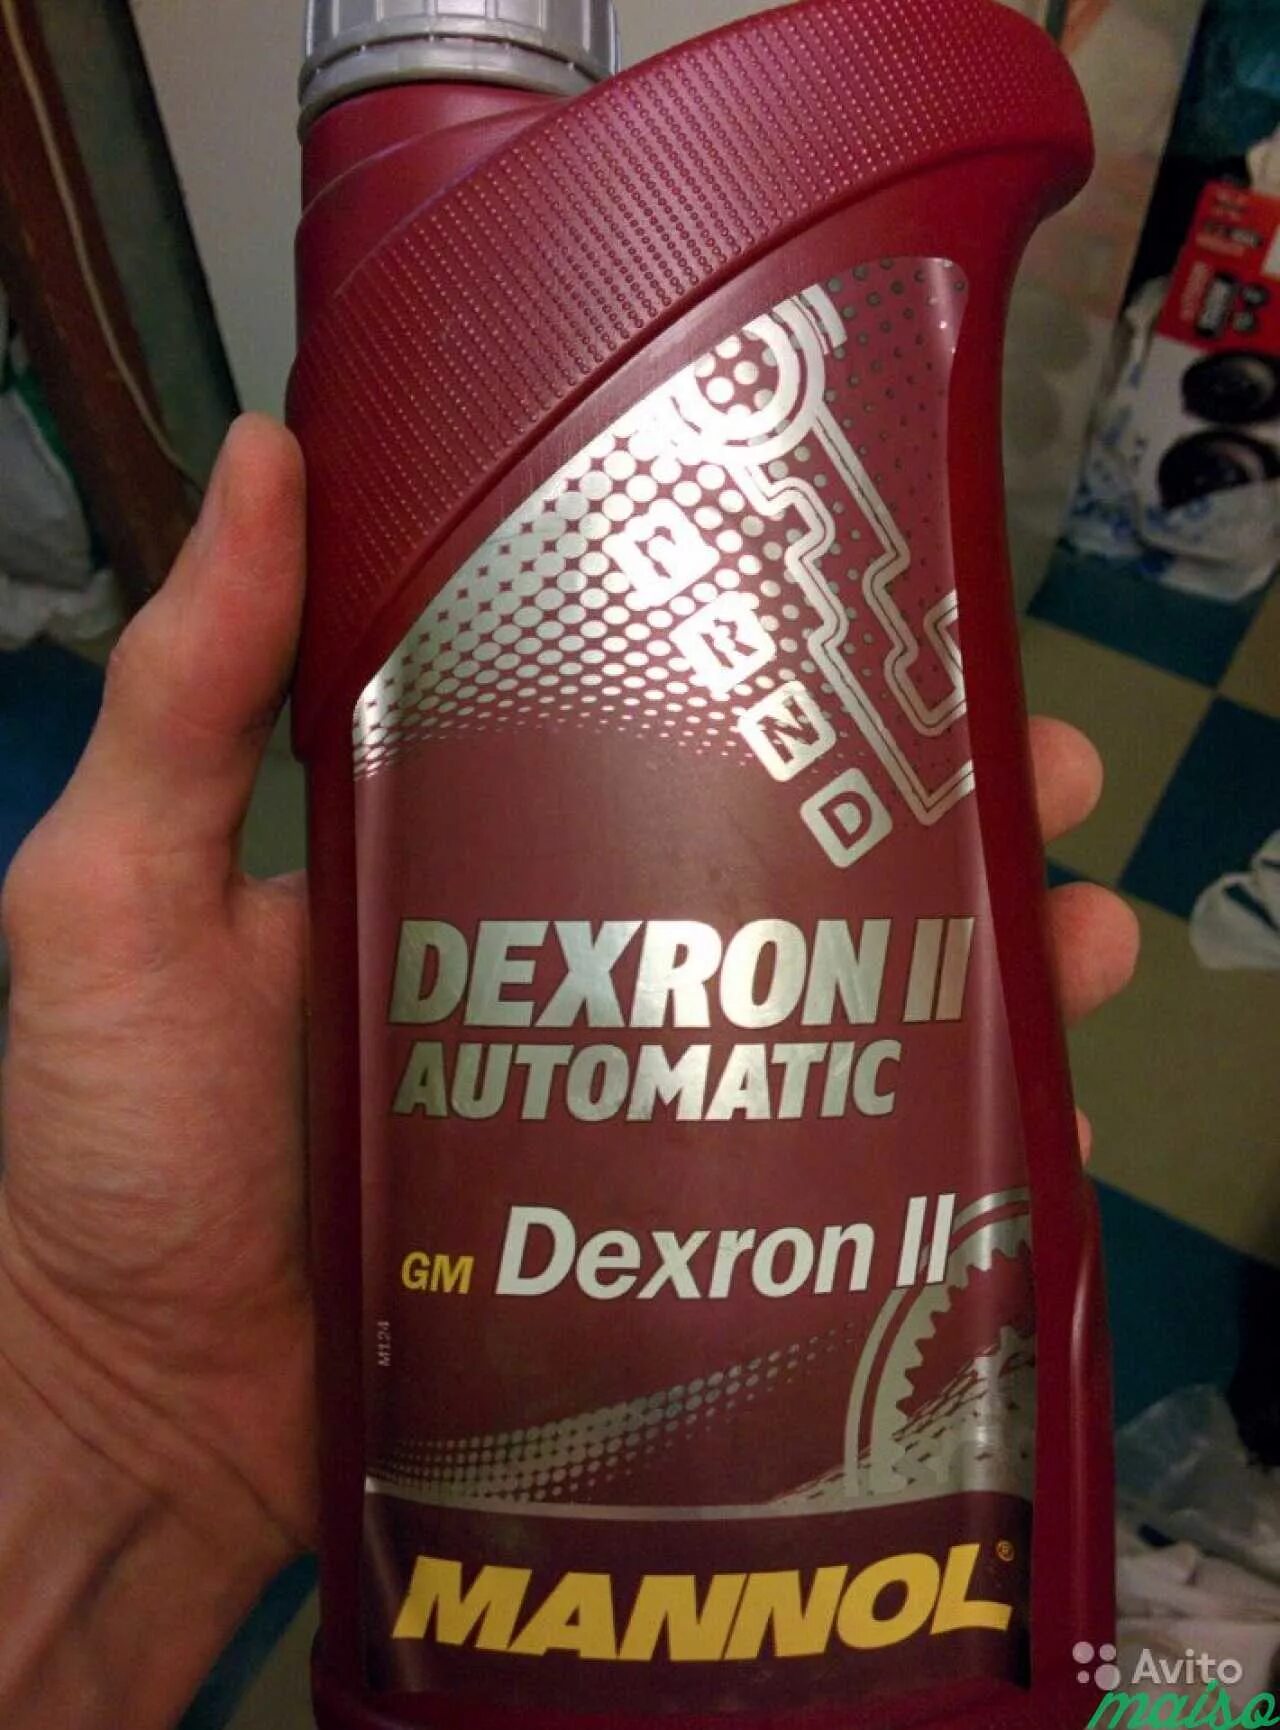 P
R
N
D
DEXRON II
AUTOMATIC
GM Dexron II
MANNOL®
Avito
maiso